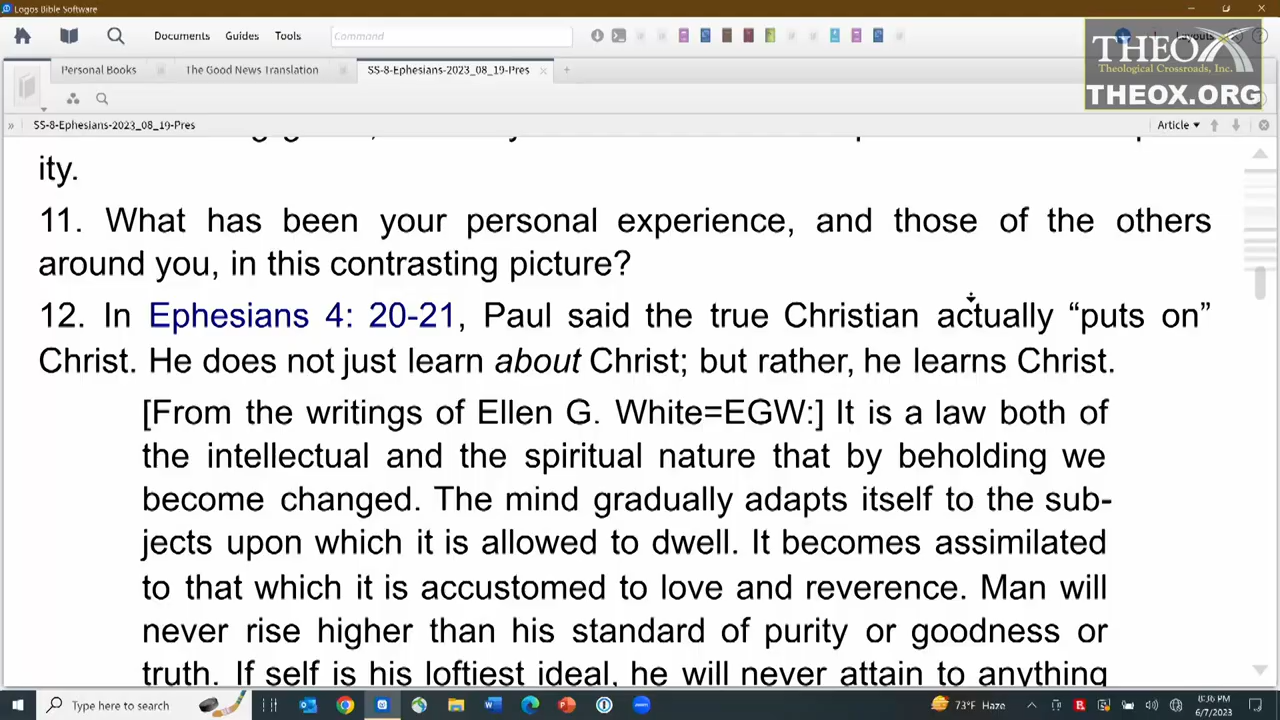 Logos Bible Software
Documents Guides Tools Command Layouts
THEOX
Theological Crossroads, Inc.
THEOX.ORG
Personal Books The Good News Translation SS-8-Ephesians-2023_08_19-Pres
SS-8-Ephesians-2023_08_19-Pres Article
ity.
11. What has been your personal experience, and those of the others
around you, in this contrasting picture?
12. In Ephesians 4: 20-21, Paul said the true Christian actually “puts on”
Christ. He does not just learn about Christ; but rather, he learns Christ.
[From the writings of Ellen G. White=EGW:] It is a law both of
the intellectual and the spiritual nature that by beholding we
become changed. The mind gradually adapts itself to the sub-
jects upon which it is allowed to dwell. It becomes assimilated
to that which it is accustomed to love and reverence. Man will
never rise higher than his standard of purity or goodness or
truth. If self is his loftiest ideal, he will never attain to anything
Type here to search 73°F Haze 8:36 PM
6/7/2023